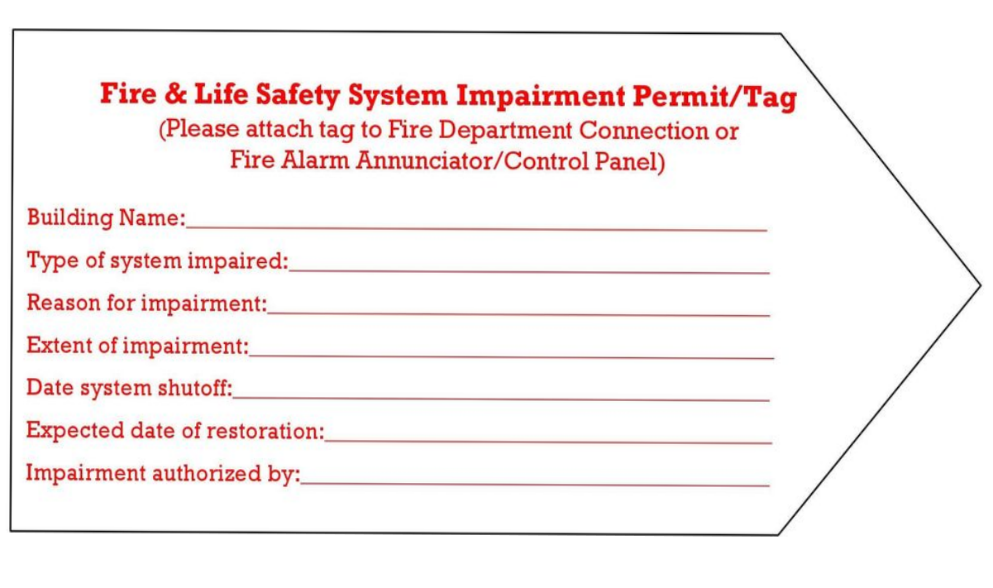 Fire & Life Safety System Impairment Permit/Tag
(Please attach tag to Fire Department Connection or
Fire Alarm Annunciator/Control Panel)
Building Name:
Type of system impaired:
Reason for impairment:
Extent of impairment:
Date system shutoff:
Expected date of restoration:
Impairment authorized by: